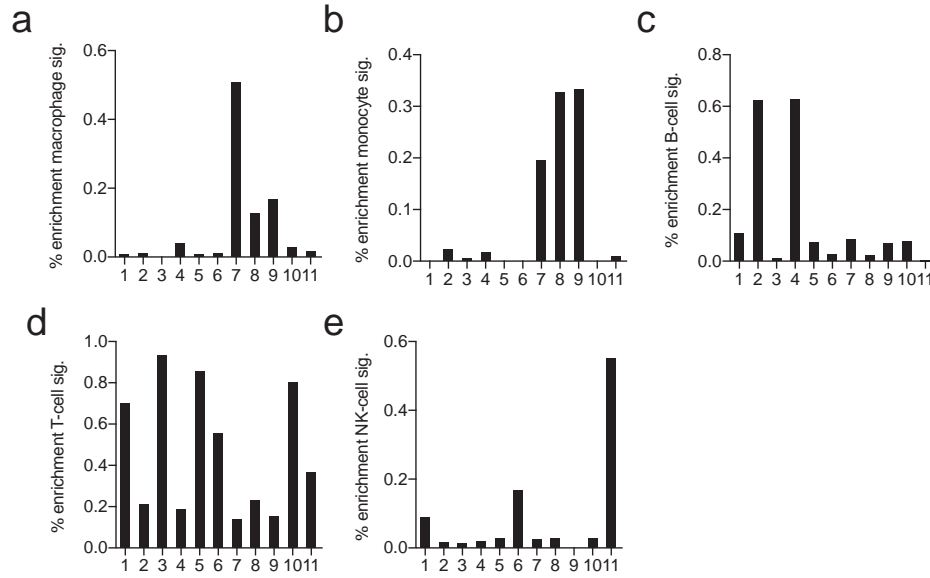 a
% enrichment macrophage sig.
0.6
0.4
0.2
0.0
1 2 3 4 5 6 7 8 9 10 11
b
% enrichment monocyte sig.
0.4
0.3
0.2
0.1
0.0
1 2 3 4 5 6 7 8 9 10 11
c
% enrichment B-cell sig.
0.8
0.6
0.4
0.2
0.0
1 2 3 4 5 6 7 8 9 10 11
d
% enrichment T-cell sig.
1.0
0.8
0.6
0.4
0.2
0.0
1 2 3 4 5 6 7 8 9 10 11
e
% enrichment NK-cell sig.
0.6
0.4
0.2
0.0
1 2 3 4 5 6 7 8 9 10 11